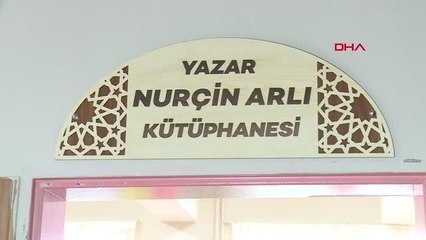 DHA
YAZAR
NURÇİN ARLI
KÜTÜPHANESİ